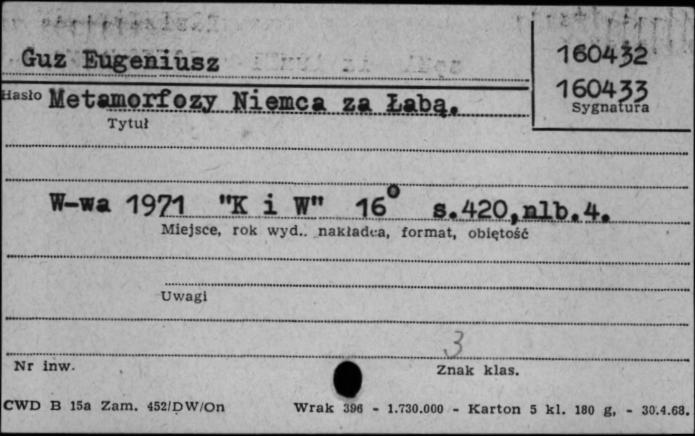 Guz Eugeniusz
160432
160433
Sygnatura
Hasło Metamorfozy Niemca za Łabą.
Tytuł
W-wa 1971 "K i W" 16° s.420,nlb.4.
Miejsce, rok wyd.. nakładca, format, objętość
Uwagi
3
Nr inw.
Znak klas.
CWD B 15a Zam. 452/DW/On Wrak 396 - 1.730.000 - Karton 5 kl. 180 g, - 30.4.68.